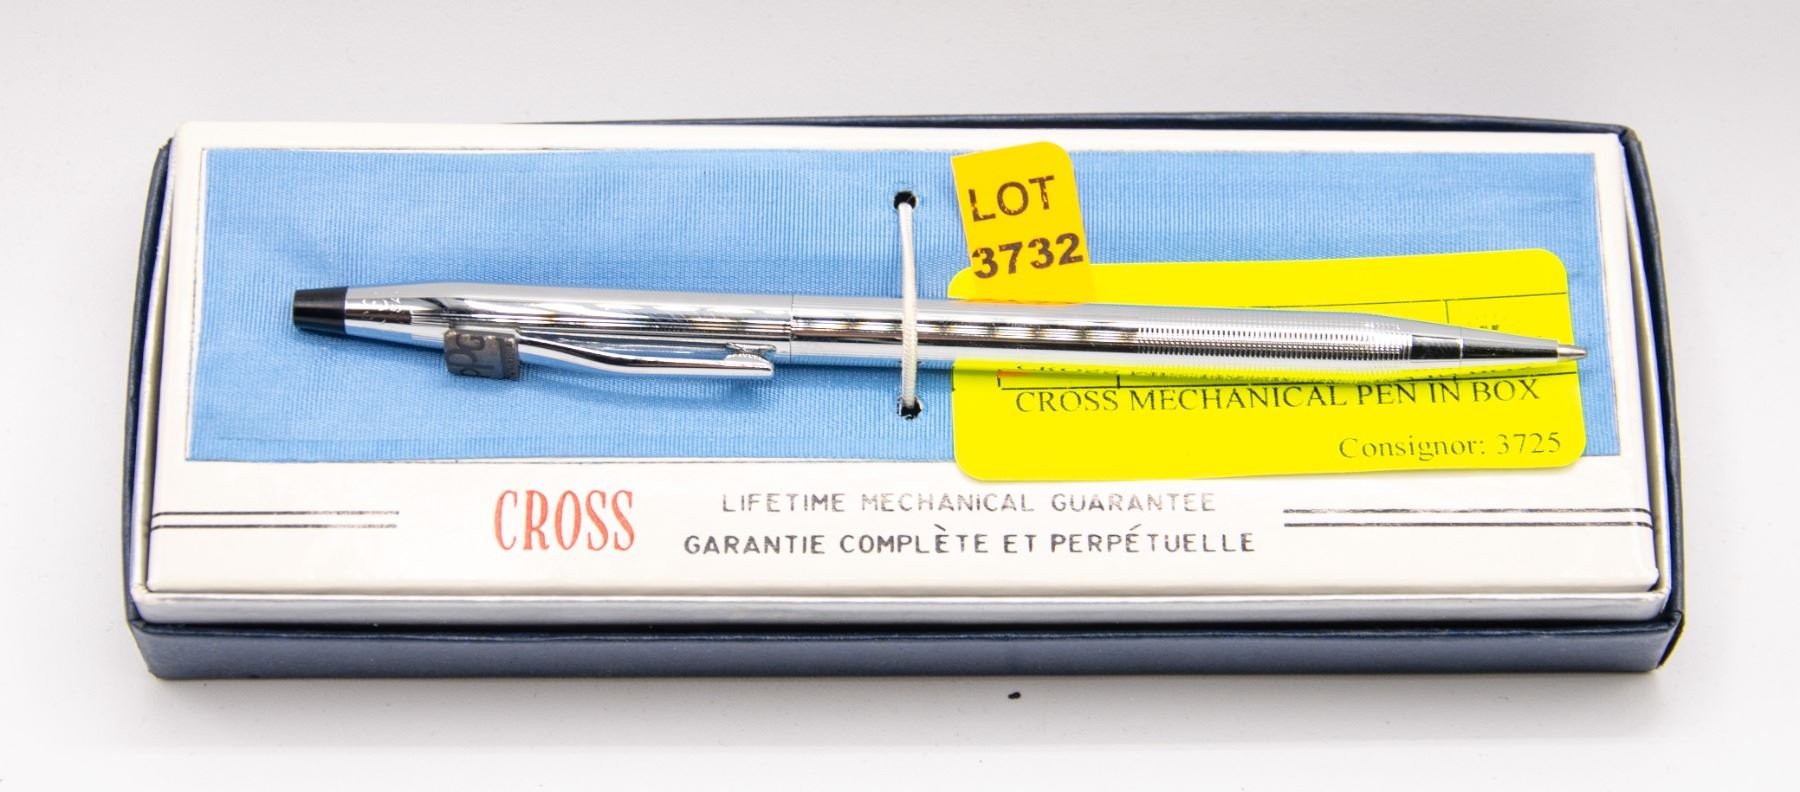 LOT
3732
CROSS MECHANICAL PEN IN BOX
Consignor: 3725
CROSS
LIFETIME MECHANICAL GUARANTEE
GARANTIE COMPLÈTE ET PERPÉTUELLE